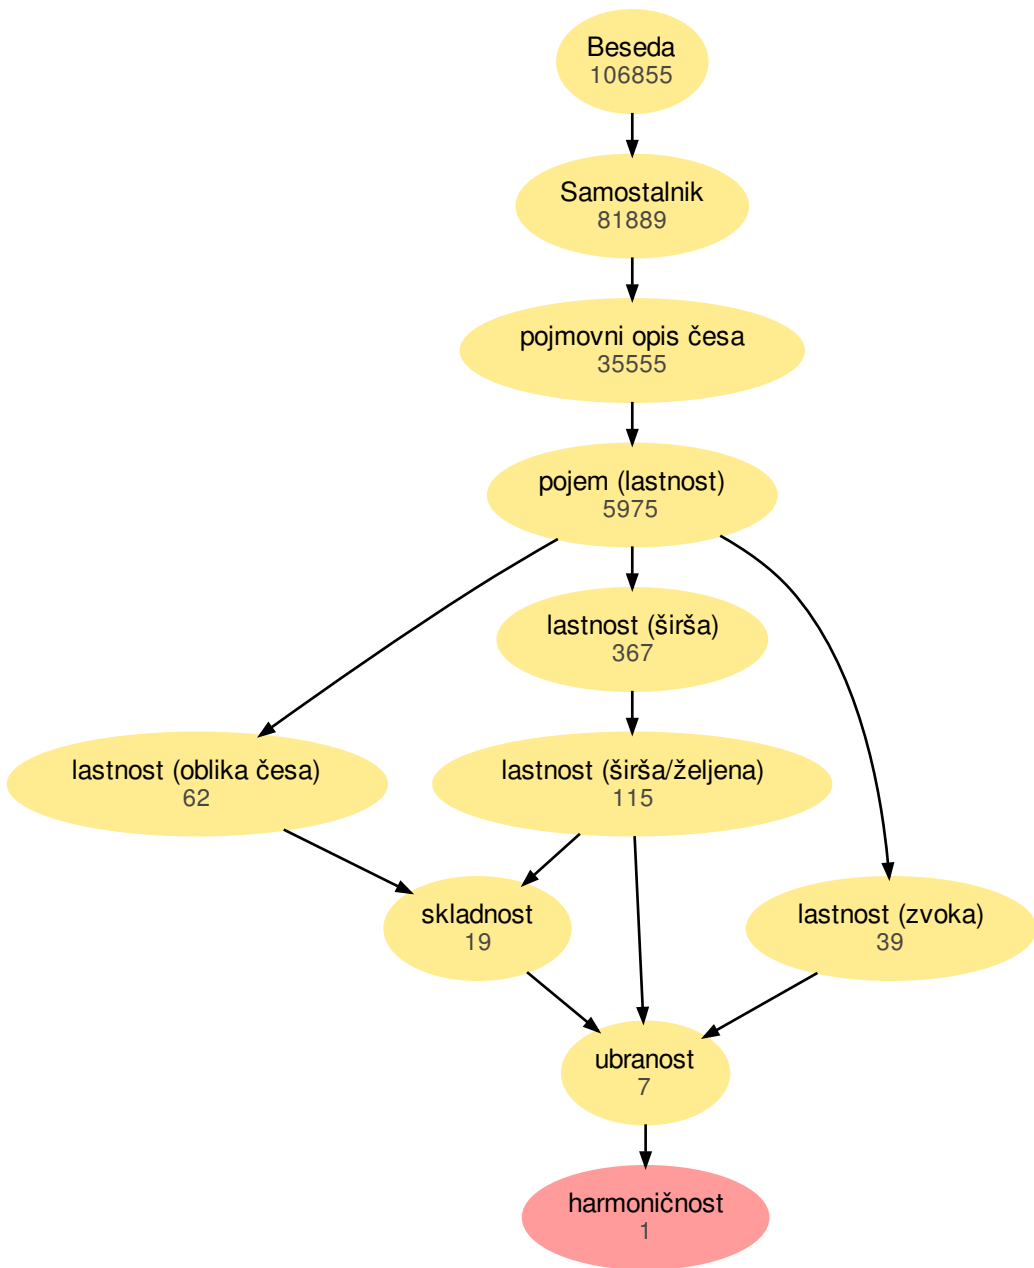 Beseda
106855
Samostalnik
81889
pojmovni opis česa
35555
pojem (lastnost)
5975
lastnost (širša)
367
lastnost (oblika česa)
62
lastnost (širša/željena)
115
skladnost
19
lastnost (zvoka)
39
ubranost
7
harmoničnost
1